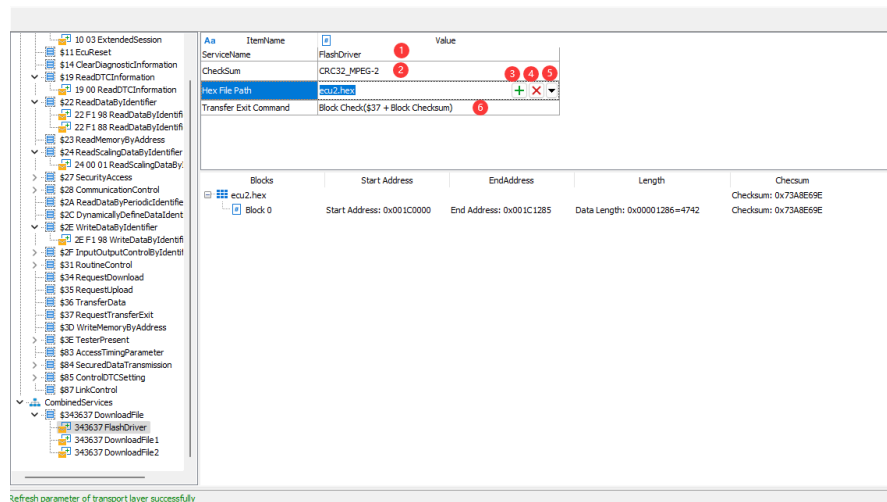 10 03 ExtendedSession
$11 EcuReset
$14 ClearDiagnosticInformation
$19 ReadDTCInformation
19 00 ReadDTCInformation
$22 ReadDataByIdentifier
22 F1 98 ReadDataByIdentifi
22 F1 88 ReadDataByIdentifi
$23 ReadMemoryByAddress
$24 ReadScalingDataByIdentifier
24 00 01 ReadScalingDataBy
$27 SecurityAccess
$28 CommunicationControl
$2A ReadDataByPeriodicIdentifie
$2C DynamicallyDefineDataIdent
$2E WriteDataByIdentifier
2E F1 98 WriteDataByIdentifi
$2F InputOutputControlByIdentif
$31 RoutineControl
$34 RequestDownload
$35 RequestUpload
$36 TransferData
$37 RequestTransferExit
$3D WriteMemoryByAddress
$3E TesterPresent
$83 AccessTimingParameter
$84 SecuredDataTransmission
$85 ControlDTCSetting
$87 LinkControl
CombinedServices
$343637 DownloadFile
343637 FlashDriver
343637 DownloadFile1
343637 DownloadFile2
Aa ItemName # Value
ServiceName FlashDriver 1
CheckSum CRC32_MPEG-2 2
Hex File Path ecu2.hex 3 4 5
Transfer Exit Command Block Check($37 + Block Checksum) 6
Blocks Start Address EndAddress Length Checsum
ecu2.hex Checksum: 0x73A8E69E
# Block 0 Start Address: 0x001C0000 End Address: 0x001C1285 Data Length: 0x00001286=4742 Checksum: 0x73A8E69E
Refresh parameter of transport layer successfully